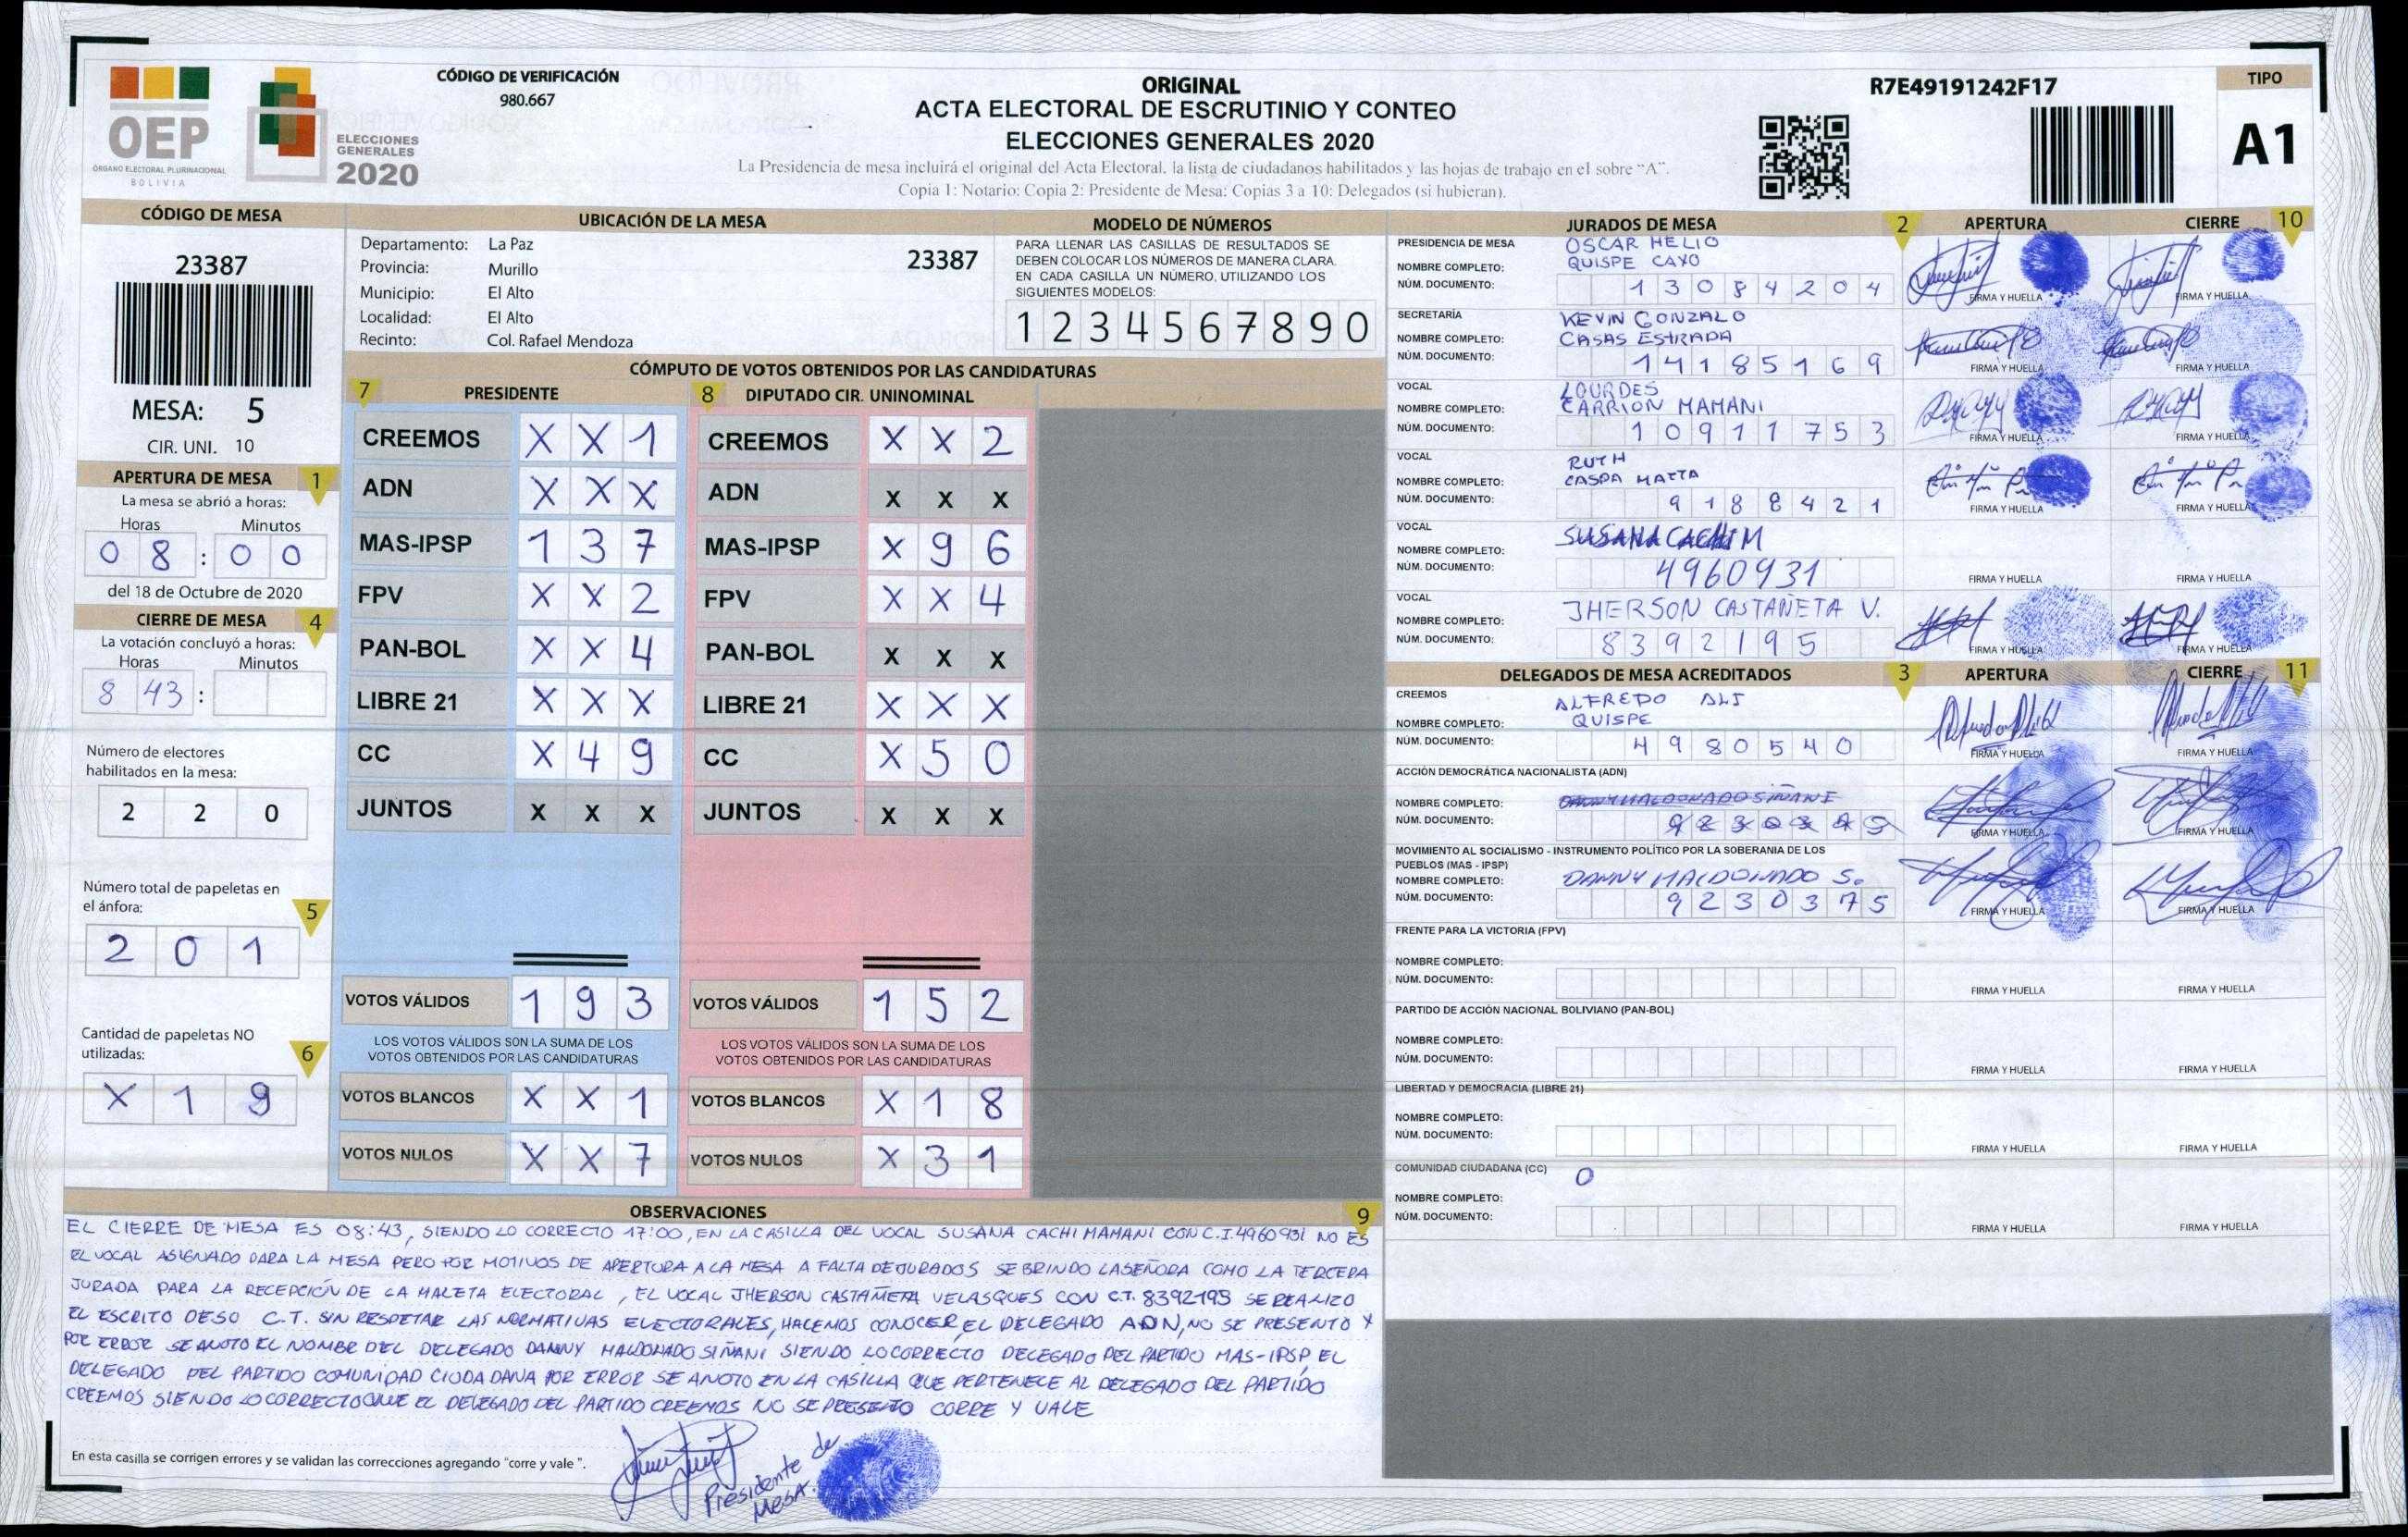 OEP
ÓRGANO ELECTORAL PLURINACIONAL
BOLIVIA
ELECCIONES
GENERALES
2020
CÓDIGO DE VERIFICACIÓN
980.667
ORIGINAL
ACTA ELECTORAL DE ESCRUTINIO Y CONTEO
ELECCIONES GENERALES 2020
La Presidencia de mesa incluirá el original del Acta Electoral, la lista de ciudadanos habilitados y las hojas de trabajo en el sobre “A”.
Copia 1: Notario: Copia 2: Presidente de Mesa: Copias 3 a 10: Delegados (si hubieran).
R7E49191242F17
TIPO
A1
CÓDIGO DE MESA
23387
MESA: 5
CIR. UNI. 10
APERTURA DE MESA 1
La mesa se abrió a horas:
Horas Minutos
0 8 : 0 0
del 18 de Octubre de 2020
CIERRE DE MESA 4
La votación concluyó a horas:
Horas Minutos
8 43 :
Número de electores
habilitados en la mesa:
2 2 0
Número total de papeletas en
el ánfora: 5
2 0 1
Cantidad de papeletas NO
utilizadas: 6
X 1 9
UBICACIÓN DE LA MESA
Departamento: La Paz
Provincia: Murillo
Municipio: El Alto
Localidad: El Alto
Recinto: Col. Rafael Mendoza
23387
MODELO DE NÚMEROS
PARA LLENAR LAS CASILLAS DE RESULTADOS SE
DEBEN COLOCAR LOS NÚMEROS DE MANERA CLARA.
EN CADA CASILLA UN NÚMERO, UTILIZANDO LOS
SIGUIENTES MODELOS:
1 2 3 4 5 6 7 8 9 0
CÓMPUTO DE VOTOS OBTENIDOS POR LAS CANDIDATURAS
7 PRESIDENTE
CREEMOS X X 1
ADN X X X
MAS-IPSP 1 3 7
FPV X X 2
PAN-BOL X X 4
LIBRE 21 X X X
CC X 4 9
JUNTOS X X X
VOTOS VÁLIDOS 1 9 3
LOS VOTOS VÁLIDOS SON LA SUMA DE LOS
VOTOS OBTENIDOS POR LAS CANDIDATURAS
VOTOS BLANCOS X X 1
VOTOS NULOS X X 7
8 DIPUTADO CIR. UNINOMINAL
CREEMOS X X 2
ADN X X X
MAS-IPSP X 9 6
FPV X X 4
PAN-BOL X X X
LIBRE 21 X X X
CC X 5 0
JUNTOS X X X
VOTOS VÁLIDOS 1 5 2
LOS VOTOS VÁLIDOS SON LA SUMA DE LOS
VOTOS OBTENIDOS POR LAS CANDIDATURAS
VOTOS BLANCOS X 1 8
VOTOS NULOS X 3 1
JURADOS DE MESA 2 APERTURA CIERRE 10
PRESIDENCIA DE MESA OSCAR HELIO
NOMBRE COMPLETO: QUISPE CAYO
NÚM. DOCUMENTO: 1 3 0 8 4 2 0 4
FIRMA Y HUELLA FIRMA Y HUELLA
SECRETARÍA KEVIN GONZALO
NOMBRE COMPLETO: CASAS ESTRADA
NÚM. DOCUMENTO: 1 4 1 8 5 1 6 9
FIRMA Y HUELLA FIRMA Y HUELLA
VOCAL LOURDES
NOMBRE COMPLETO: CARRION MAMANI
NÚM. DOCUMENTO: 1 0 9 1 1 7 5 3
FIRMA Y HUELLA FIRMA Y HUELLA
VOCAL RUTH
NOMBRE COMPLETO: CASPA MATTA
NÚM. DOCUMENTO: 9 1 8 8 4 2 1
FIRMA Y HUELLA FIRMA Y HUELLA
VOCAL SUSANA CACHI M
NOMBRE COMPLETO:
NÚM. DOCUMENTO: 4960931
FIRMA Y HUELLA FIRMA Y HUELLA
VOCAL JHERSON CASTAÑETA V.
NOMBRE COMPLETO:
NÚM. DOCUMENTO: 8 3 9 2 1 9 5
FIRMA Y HUELLA FIRMA Y HUELLA
DELEGADOS DE MESA ACREDITADOS 3 APERTURA CIERRE 11
CREEMOS ALFREDO ALI
NOMBRE COMPLETO: QUISPE
NÚM. DOCUMENTO: 4 9 8 0 5 4 0
FIRMA Y HUELLA FIRMA Y HUELLA
ACCIÓN DEMOCRÁTICA NACIONALISTA (ADN)
NOMBRE COMPLETO: DANNY MALDONADO SIÑANI
NÚM. DOCUMENTO:
FIRMA Y HUELLA FIRMA Y HUELLA
MOVIMIENTO AL SOCIALISMO - INSTRUMENTO POLÍTICO POR LA SOBERANIA DE LOS
PUEBLOS (MAS - IPSP)
NOMBRE COMPLETO: DANNY MALDONADO S.
NÚM. DOCUMENTO: 9 2 3 0 3 7 5
FIRMA Y HUELLA FIRMA Y HUELLA
FRENTE PARA LA VICTORIA (FPV)
NOMBRE COMPLETO:
NÚM. DOCUMENTO:
FIRMA Y HUELLA FIRMA Y HUELLA
PARTIDO DE ACCIÓN NACIONAL BOLIVIANO (PAN-BOL)
NOMBRE COMPLETO:
NÚM. DOCUMENTO:
FIRMA Y HUELLA FIRMA Y HUELLA
LIBERTAD Y DEMOCRACIA (LIBRE 21)
NOMBRE COMPLETO:
NÚM. DOCUMENTO:
FIRMA Y HUELLA FIRMA Y HUELLA
COMUNIDAD CIUDADANA (CC) 0
NOMBRE COMPLETO:
NÚM. DOCUMENTO:
FIRMA Y HUELLA FIRMA Y HUELLA
OBSERVACIONES 9
EL CIERRE DE MESA ES 08:43, SIENDO LO CORRECTO 17:00, EN LA CASILLA DEL VOCAL SUSANA CACHI MAMANI CON C.I. 4960931 NO ES
EL VOCAL ASIGNADO PARA LA MESA PERO POR MOTIVOS DE APERTURA A LA MESA A FALTA DE JURADOS SE BRINDO LA SEÑORA COMO LA TERCERA
JURADA PARA LA RECEPCIÓN DE LA MALETA ELECTORAL, EL VOCAL JHERSON CASTAÑETA VELASQUES CON C.I. 8392195 SE REALIZO
EL ESCRITO DE SO C.T. SIN RESPETAR LAS NORMATIVAS ELECTORALES, HACEMOS CONOCER, EL DELEGADO ADN, NO SE PRESENTO Y
POR ERROR SE ANOTO EL NOMBRE DEL DELEGADO DANNY MALDONADO SIÑANI SIENDO LO CORRECTO DELEGADO DEL PARTIDO MAS-IPSP, EL
DELEGADO DEL PARTIDO COMUNIDAD CIUDADANA POR ERROR SE ANOTO EN LA CASILLA QUE PERTENECE AL DELEGADO DEL PARTIDO
CREEMOS SIENDO LO CORRECTO QUE EL DELEGADO DEL PARTIDO CREEMOS NO SE PRESENTO CORRE Y VALE
En esta casilla se corrigen errores y se validan las correcciones agregando “corre y vale ”.
Presidente de
Mesa.